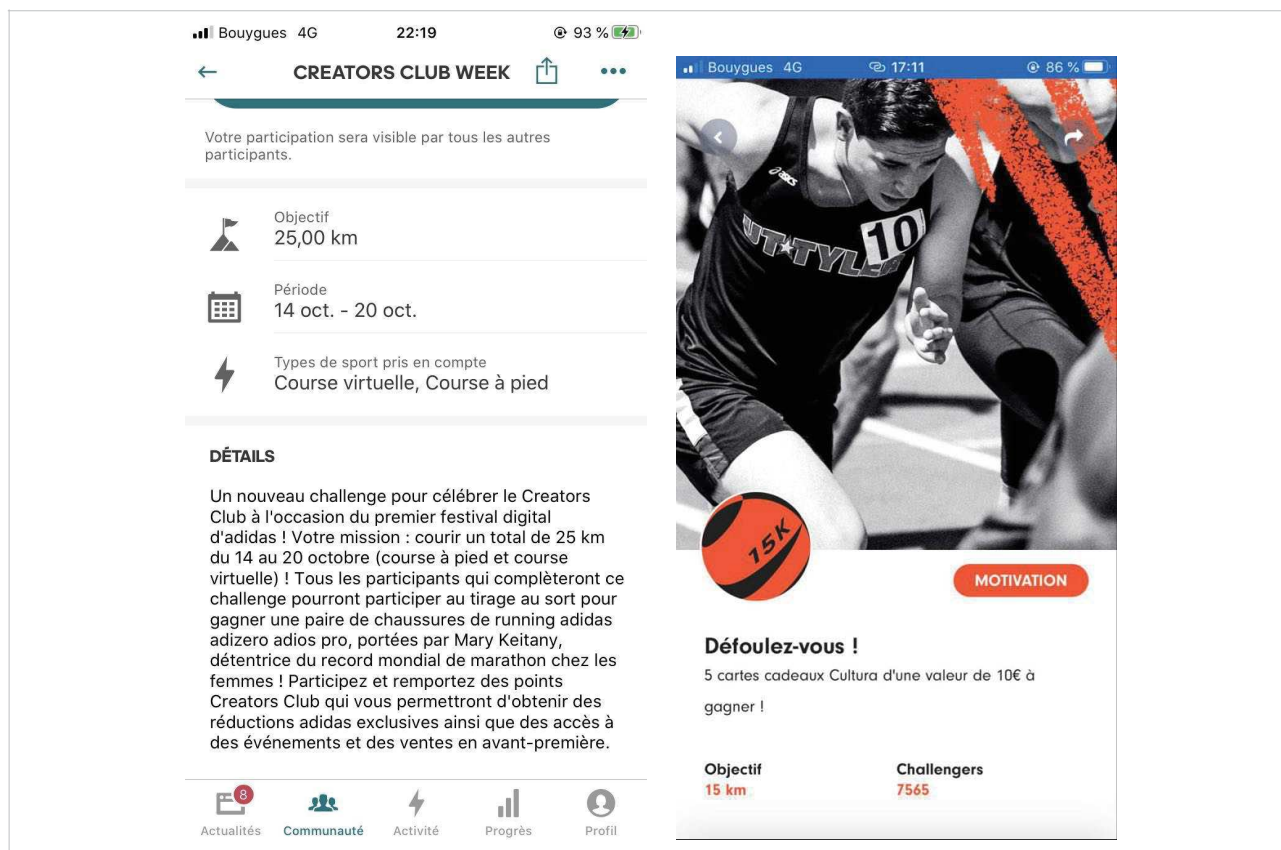 Bouygues 4G 22:19 93 %
CREATORS CLUB WEEK
Votre participation sera visible par tous les autres
participants.
Objectif
25,00 km
Période
14 oct. - 20 oct.
Types de sport pris en compte
Course virtuelle, Course à pied
DÉTAILS
Un nouveau challenge pour célébrer le Creators
Club à l'occasion du premier festival digital
d'adidas ! Votre mission : courir un total de 25 km
du 14 au 20 octobre (course à pied et course
virtuelle) ! Tous les participants qui complèteront ce
challenge pourront participer au tirage au sort pour
gagner une paire de chaussures de running adidas
adizero adios pro, portées par Mary Keitany,
détentrice du record mondial de marathon chez les
femmes ! Participez et remportez des points
Creators Club qui vous permettront d'obtenir des
réductions adidas exclusives ainsi que des accès à
des événements et des ventes en avant-première.
8
Actualités Communauté Activité Progrès Profil
Bouygues 4G 17:11 86 %
asics
10
UT★TYLER
15K
MOTIVATION
Défoulez-vous !
5 cartes cadeaux Cultura d'une valeur de 10€ à
gagner !
Objectif Challengers
15 km 7565